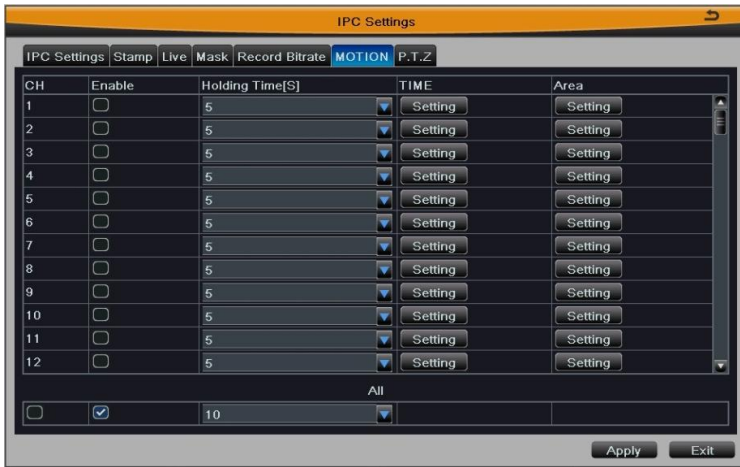 IPC Settings
IPC Settings Stamp Live Mask Record Bitrate MOTION P.T.Z
CH Enable Holding Time[S] TIME Area
1 5 Setting Setting
2 5 Setting Setting
3 5 Setting Setting
4 5 Setting Setting
5 5 Setting Setting
6 5 Setting Setting
7 5 Setting Setting
8 5 Setting Setting
9 5 Setting Setting
10 5 Setting Setting
11 5 Setting Setting
12 5 Setting Setting
All
10
Apply Exit